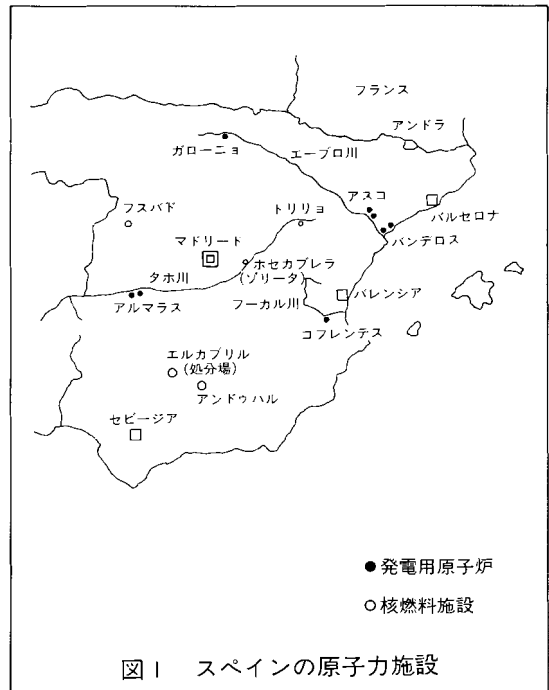 フランス
アンドラ
ガローニョ
エーブロ川
アスコ
フスバド
トリリョ
バルセロナ
バンデロス
マドリード
ホセカブレラ
(ゾリータ)
タホ川
フーカル川
バレンシア
アルマラス
コフレンテス
エルカブリル
(処分場)
アンドゥハル
セビージア
●発電用原子炉
○核燃料施設
図1 スペインの原子力施設